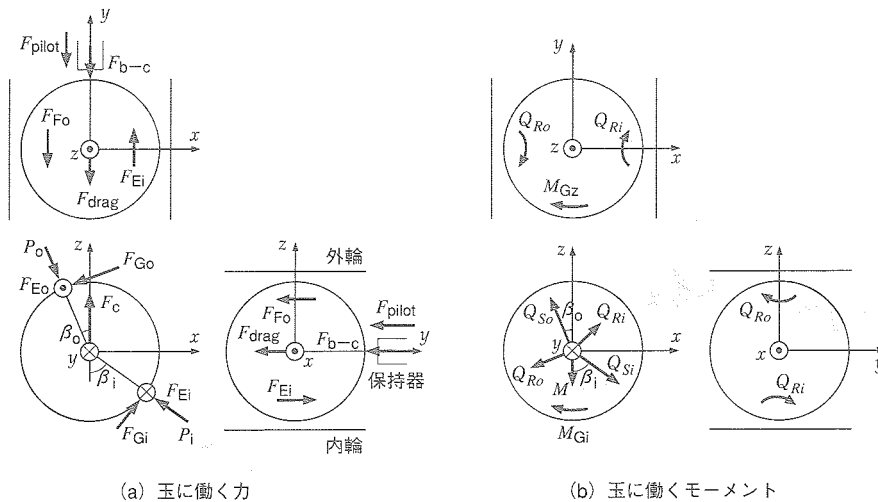 y
F_pilot
F_b-c
F_Fo
x
z
F_Ei
F_drag
y
Q_Ro
Q_Ri
z
x
M_Gz
P_o
z
F_Go
F_Eo
F_c
β_o
x
y
β_i
F_Ei
F_Gi
P_i
外輪
F_Fo
F_pilot
F_drag
F_b-c
y
x
F_Ei
保持器
内輪
z
Q_So
β_o
Q_Ri
y
x
Q_Ro
Q_Si
M
β_i
M_Gi
z
Q_Ro
x
y
Q_Ri
(a) 玉に働く力
(b) 玉に働くモーメント